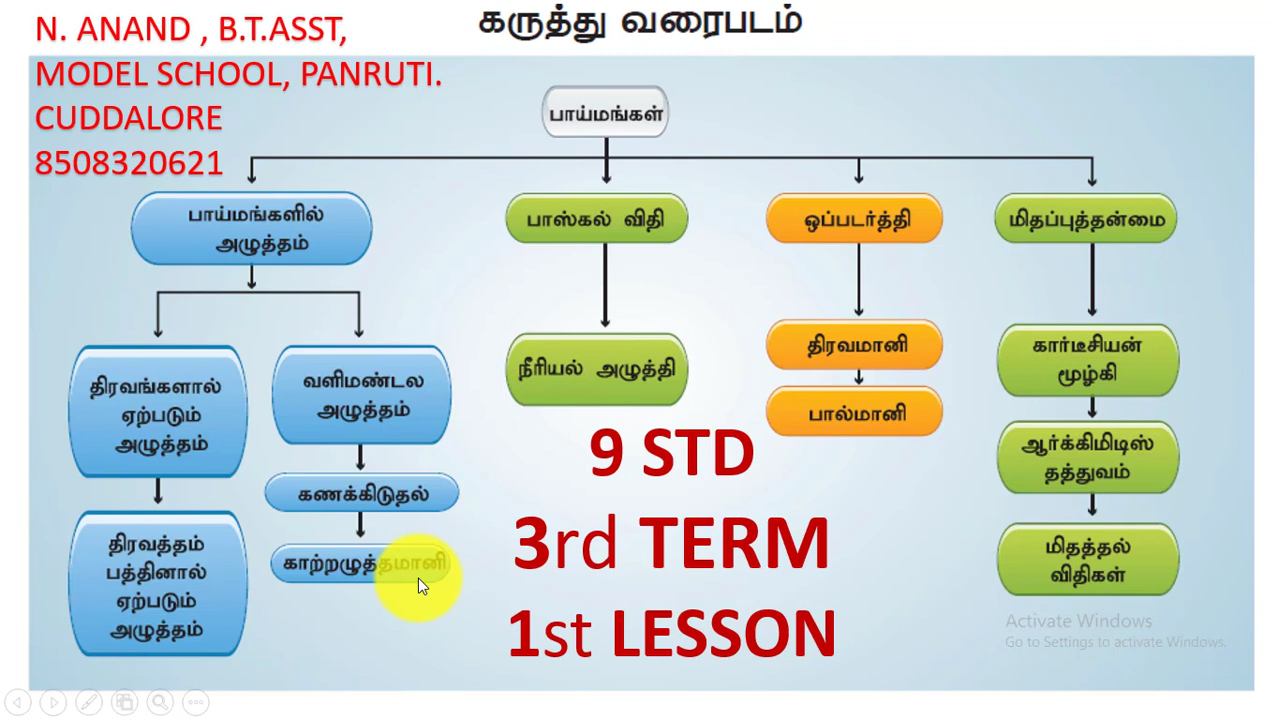 N. ANAND , B.T.ASST,
MODEL SCHOOL, PANRUTI.
CUDDALORE
8508320621
கருத்து வரைபடம்
பாய்மங்கள்
பாய்மங்களில்
அழுத்தம்
பாஸ்கல் விதி
ஒப்படர்த்தி
மிதப்புத்தன்மை
திரவங்களால்
ஏற்படும்
அழுத்தம்
வளிமண்டல
அழுத்தம்
நீரியல் அழுத்தி
திரவமானி
பால்மானி
கார்டீசியன்
மூழ்கி
ஆர்க்கிமிடிஸ்
தத்துவம்
கணக்கிடுதல்
காற்றழுத்தமானி
திரவத்தம்
பத்தினால்
ஏற்படும்
அழுத்தம்
மிதத்தல்
விதிகள்
9 STD
3rd TERM
1st LESSON
Activate Windows
Go to Settings to activate Windows.